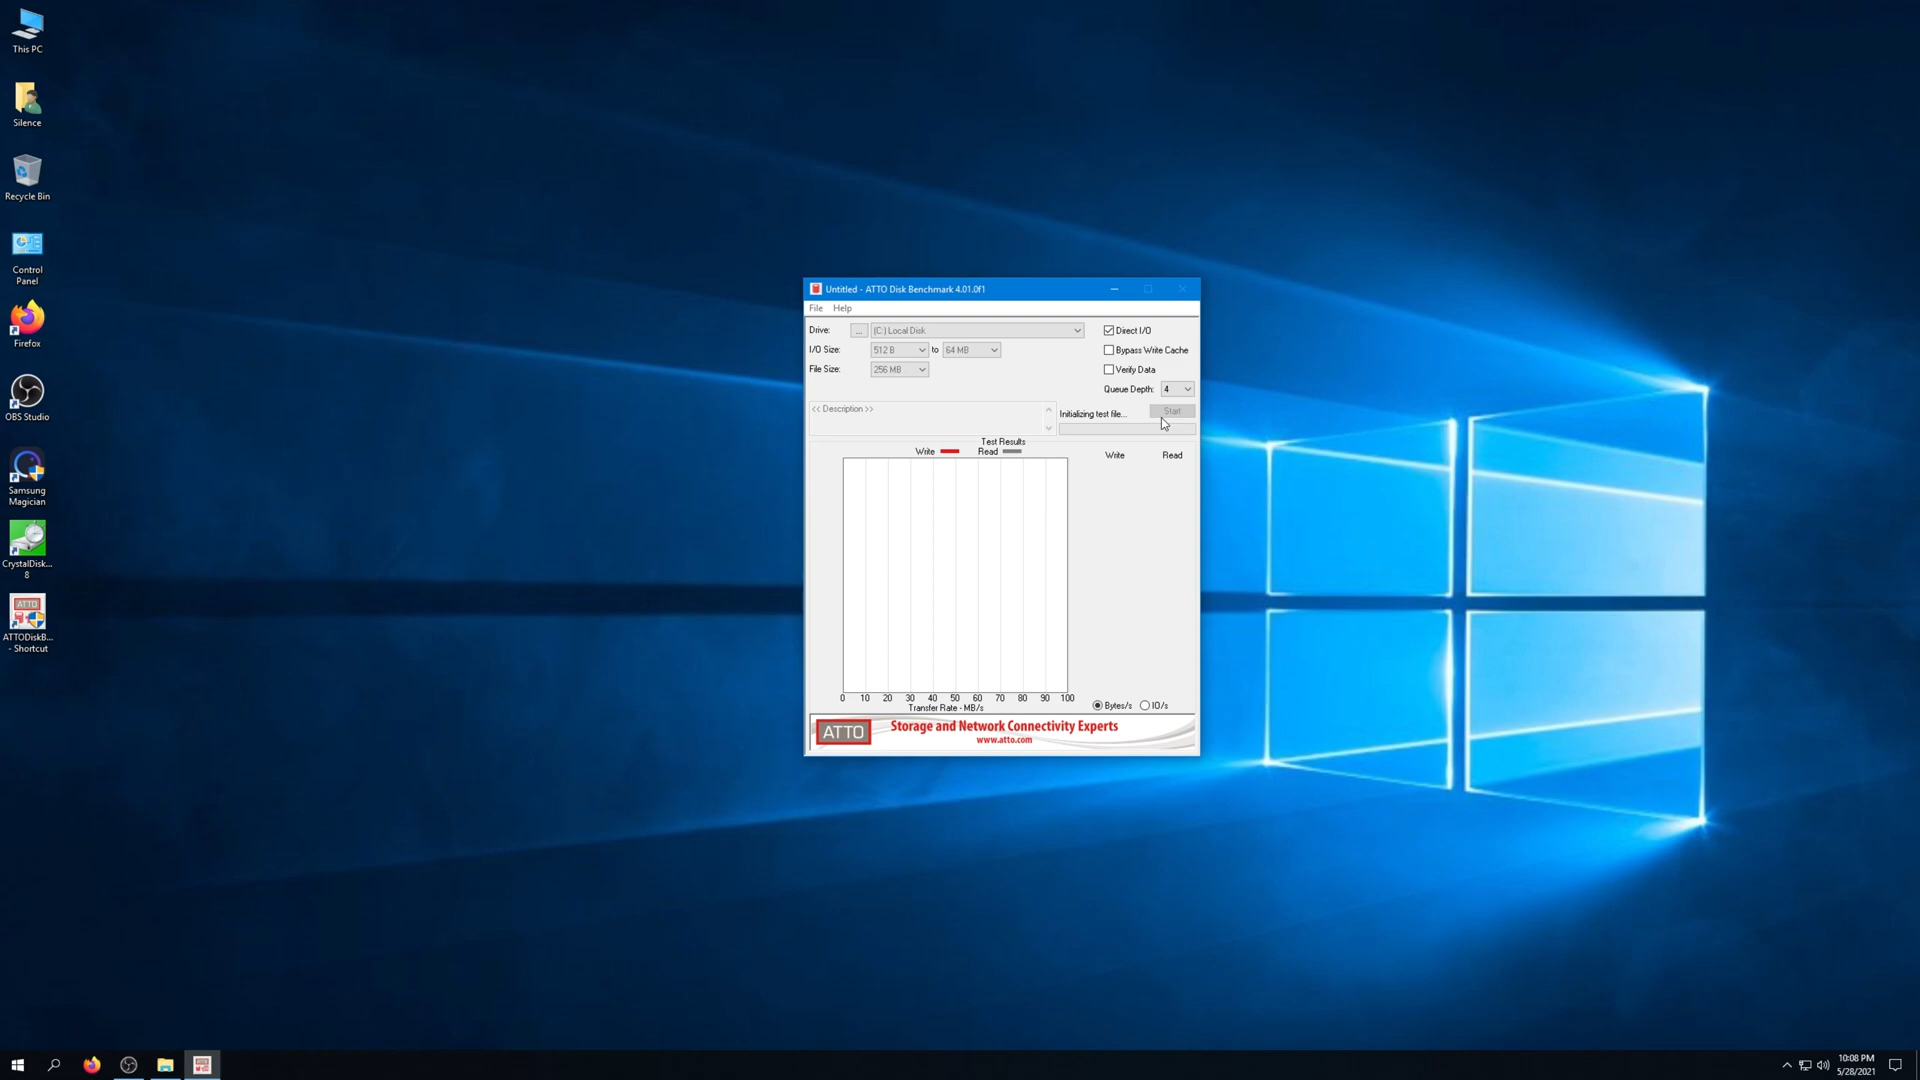 This PC
Silence
Recycle Bin
Control
Panel
Firefox
OBS Studio
Samsung
Magician
CrystalDisk...
8
ATTO
ATTODiskB...
- Shortcut
Untitled - ATTO Disk Benchmark 4.01.0f1
File Help
Drive: ... (C:) Local Disk
Direct I/O
I/O Size: 512 B to 64 MB
Bypass Write Cache
File Size: 256 MB
Verify Data
Queue Depth: 4
<< Description >>
Initializing test file... Start
Test Results
Write Read
Write Read
0 10 20 30 40 50 60 70 80 90 100
Transfer Rate - MB/s
Bytes/s IO/s
ATTO
Storage and Network Connectivity Experts
www.atto.com
10:08 PM
5/28/2021